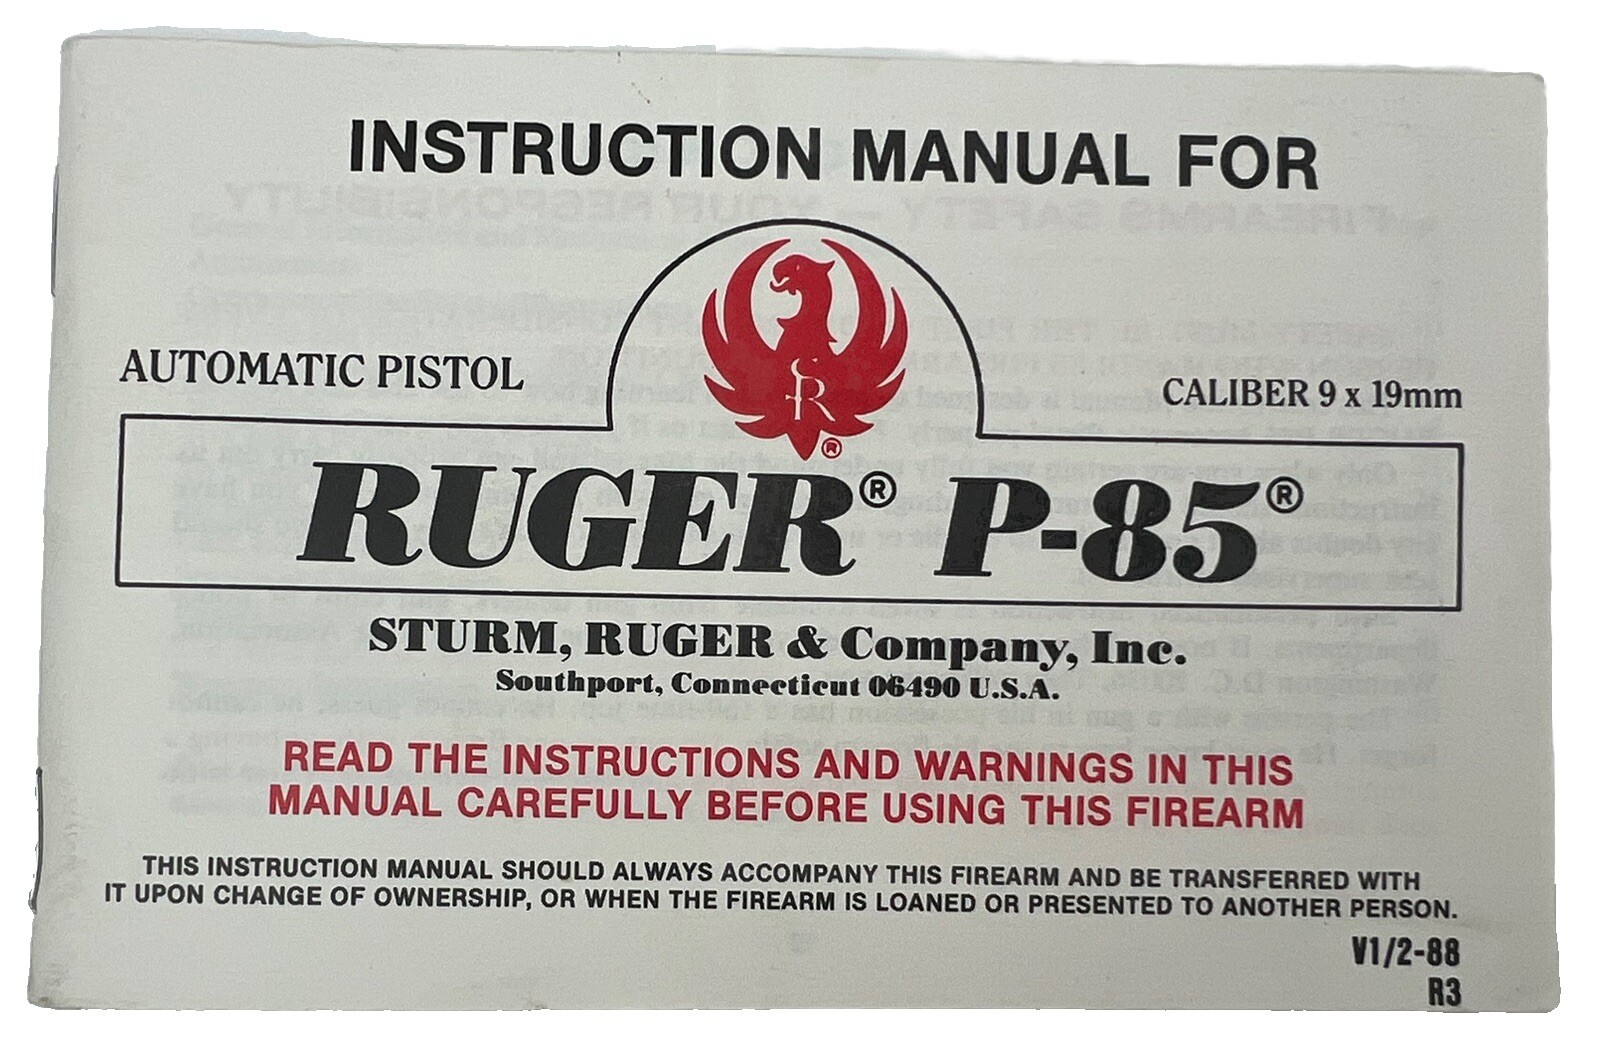 INSTRUCTION MANUAL FOR
AUTOMATIC PISTOL
SR
®
CALIBER 9 x 19mm
RUGER® P-85®
STURM, RUGER & Company, Inc.
Southport, Connecticut 06490 U.S.A.
READ THE INSTRUCTIONS AND WARNINGS IN THIS
MANUAL CAREFULLY BEFORE USING THIS FIREARM
THIS INSTRUCTION MANUAL SHOULD ALWAYS ACCOMPANY THIS FIREARM AND BE TRANSFERRED WITH
IT UPON CHANGE OF OWNERSHIP, OR WHEN THE FIREARM IS LOANED OR PRESENTED TO ANOTHER PERSON.
V1/2-88
R3